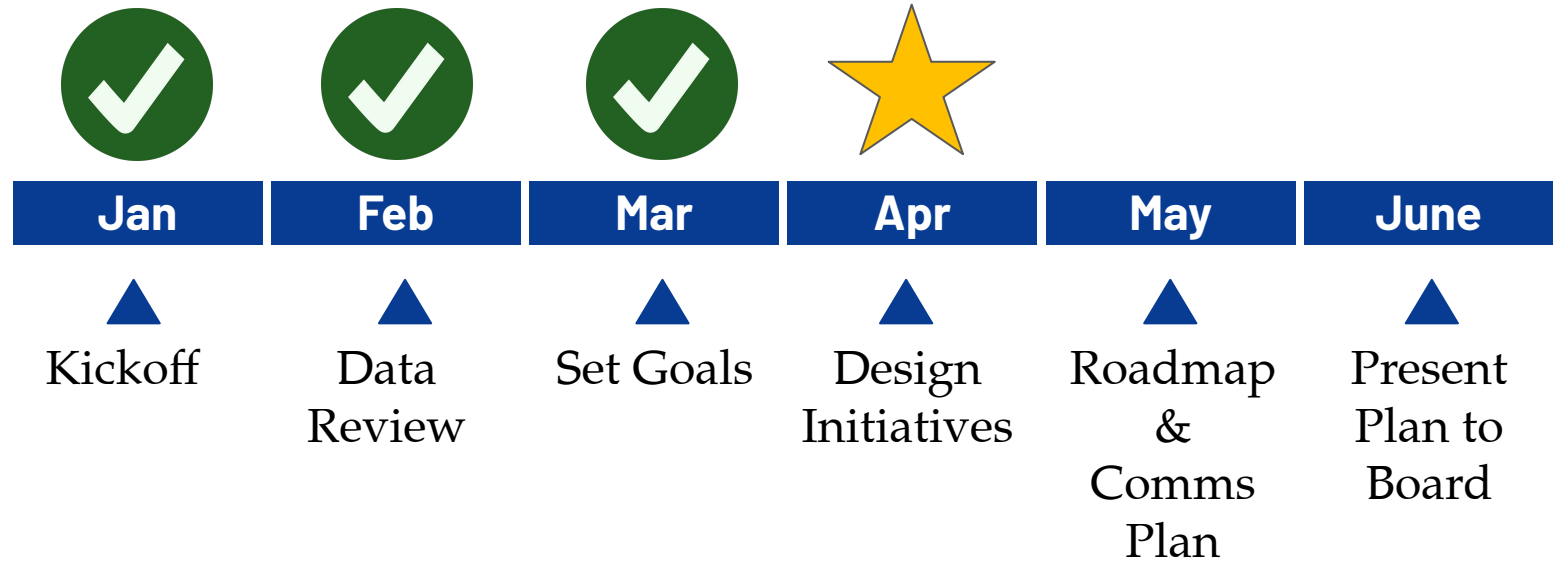 Jan
Feb
Mar
Apr
May
June
Kickoff
Data
Review
Set Goals
Design
Initiatives
Roadmap
&
Comms
Plan
Present
Plan to
Board